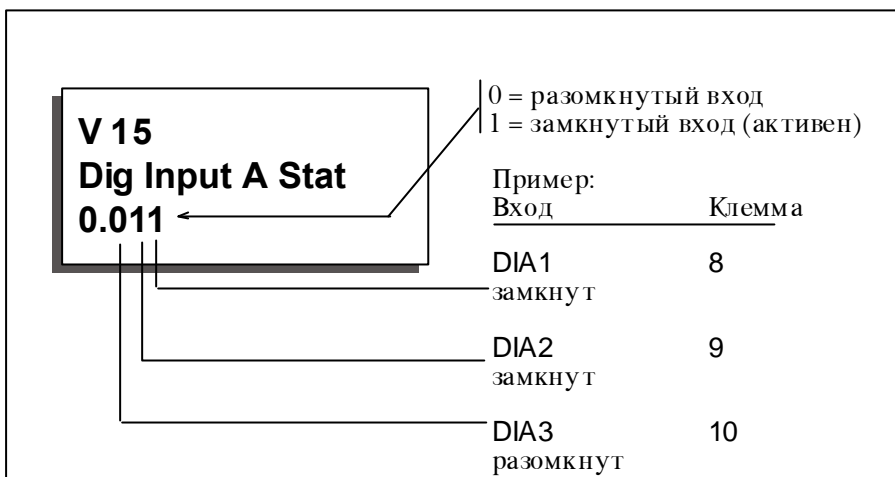 V 15
Dig Input A Stat
0.011
0 = разомкнутый вход
1 = замкнутый вход (активен)
Пример:
Вход Клемма
DIA1 8
замкнут
DIA2 9
замкнут
DIA3 10
разомкнут